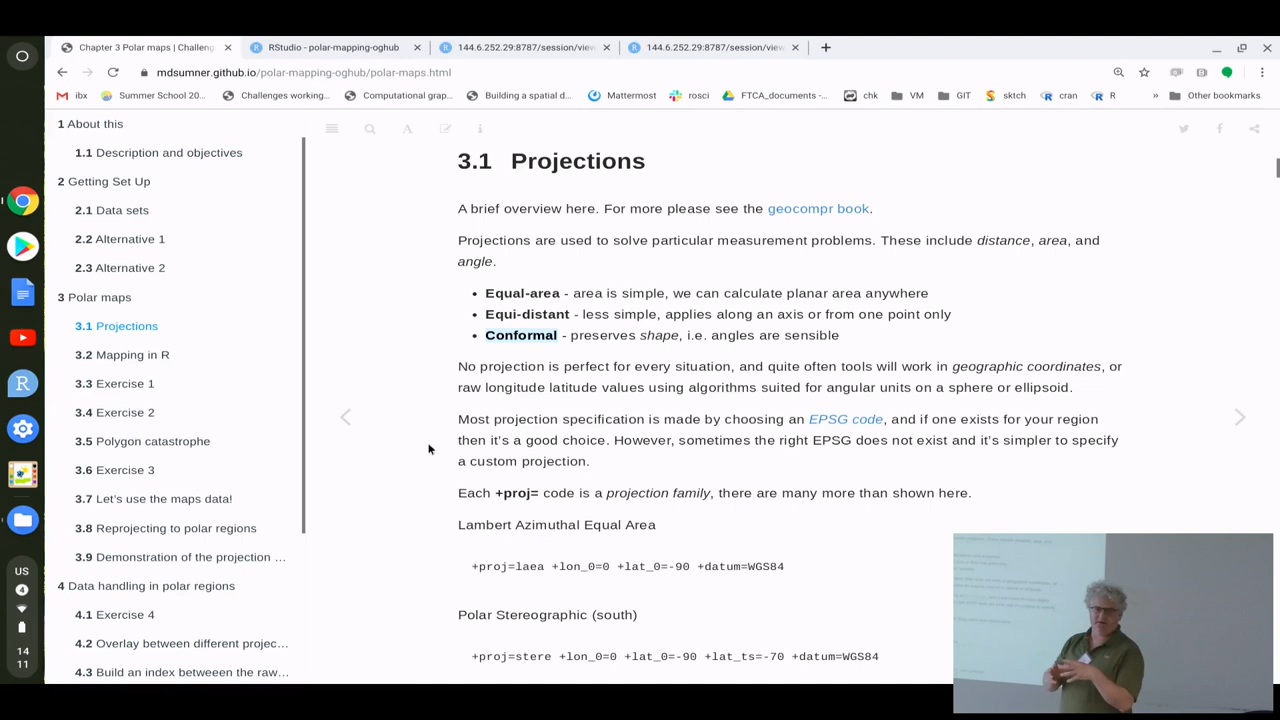 Chapter 3 Polar maps | Challeng
RStudio - polar-mapping-oghub
144.6.252.29:8787/session/view
144.6.252.29:8787/session/view
mdsumner.github.io/polar-mapping-oghub/polar-maps.html
ibx
Summer School 20...
Challenges working...
Computational grap...
Building a spatial d...
Mattermost
rosci
FTCA_documents -...
chk
VM
GIT
sktch
cran
R
»
Other bookmarks
1 About this
1.1 Description and objectives
2 Getting Set Up
2.1 Data sets
2.2 Alternative 1
2.3 Alternative 2
3 Polar maps
3.1 Projections
3.2 Mapping in R
3.3 Exercise 1
3.4 Exercise 2
3.5 Polygon catastrophe
3.6 Exercise 3
3.7 Let's use the maps data!
3.8 Reprojecting to polar regions
3.9 Demonstration of the projection ...
4 Data handling in polar regions
4.1 Exercise 4
4.2 Overlay between different projec...
4.3 Build an index betweeen the raw...
3.1 Projections
A brief overview here. For more please see the geocompr book.
Projections are used to solve particular measurement problems. These include distance, area, and
angle.
• Equal-area - area is simple, we can calculate planar area anywhere
• Equi-distant - less simple, applies along an axis or from one point only
• Conformal - preserves shape, i.e. angles are sensible
No projection is perfect for every situation, and quite often tools will work in geographic coordinates, or
raw longitude latitude values using algorithms suited for angular units on a sphere or ellipsoid.
Most projection specification is made by choosing an EPSG code, and if one exists for your region
then it's a good choice. However, sometimes the right EPSG does not exist and it's simpler to specify
a custom projection.
Each +proj= code is a projection family, there are many more than shown here.
Lambert Azimuthal Equal Area
+proj=laea +lon_0=0 +lat_0=-90 +datum=WGS84
Polar Stereographic (south)
+proj=stere +lon_0=0 +lat_0=-90 +lat_ts=-70 +datum=WGS84
US
4
14
11